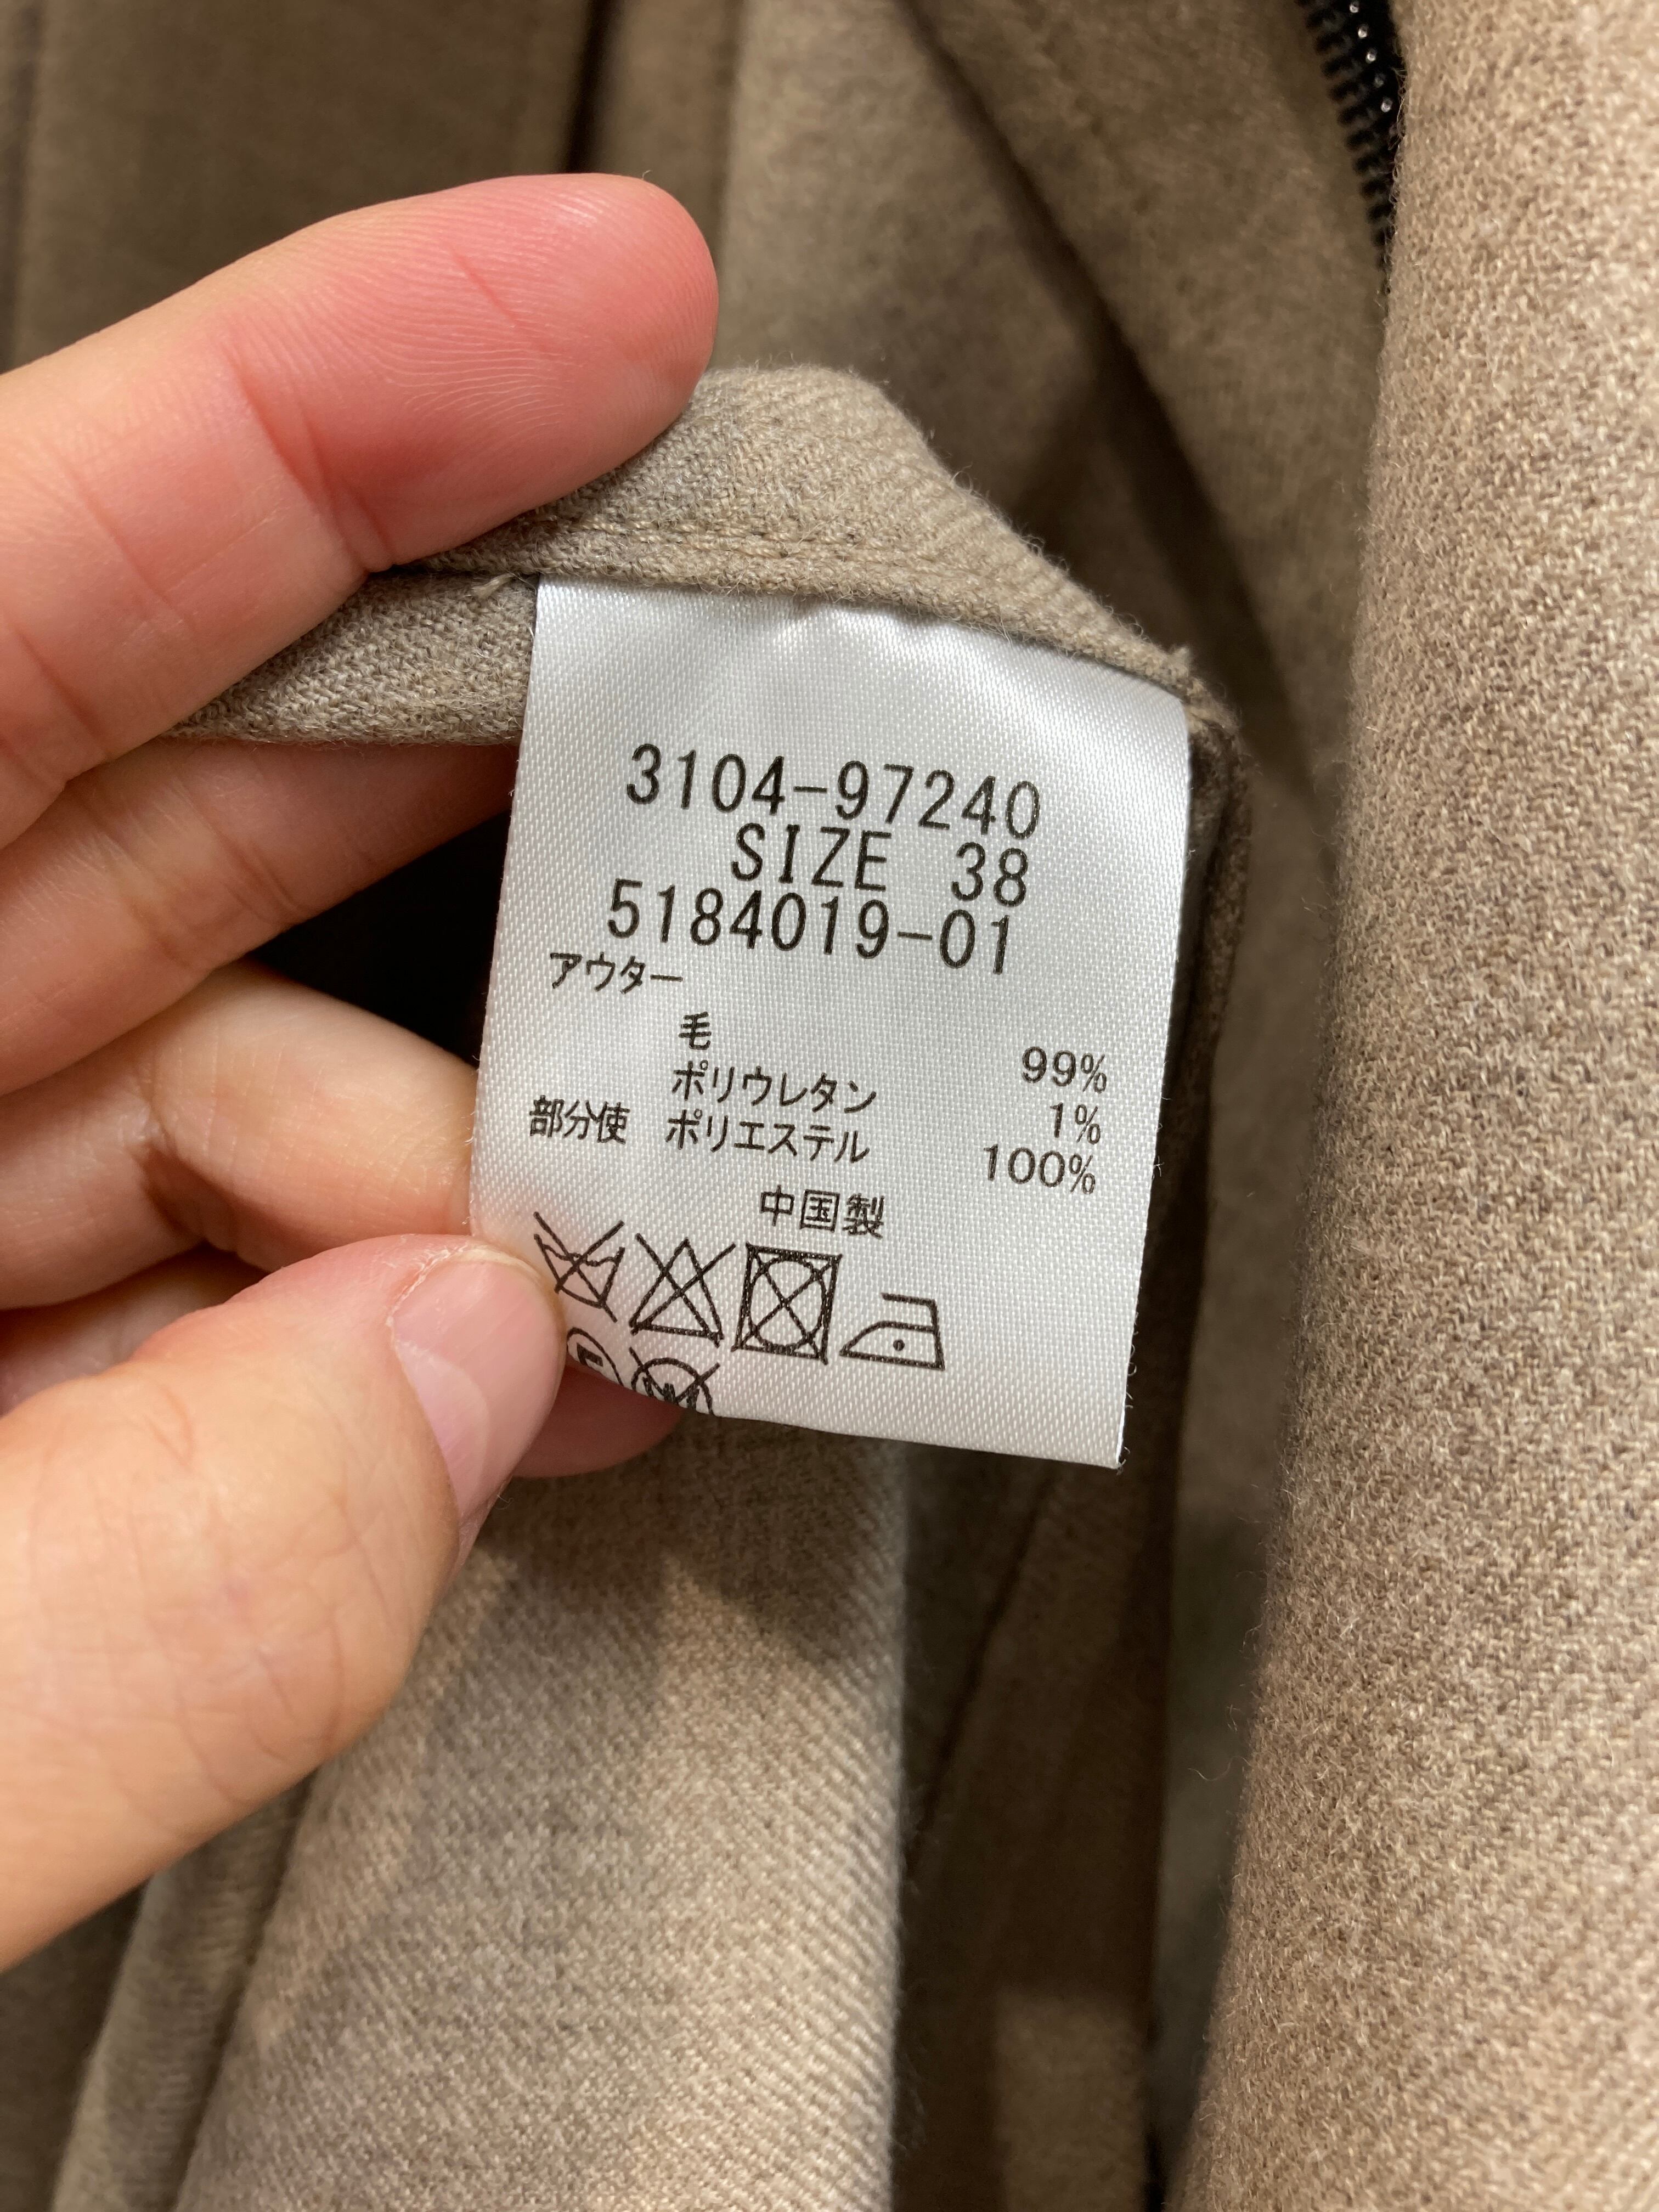 3104-97240
SIZE 38
5184019-01
アウター
毛 99%
ポリウレタン 1%
部分使 ポリエステル 100%
中国製